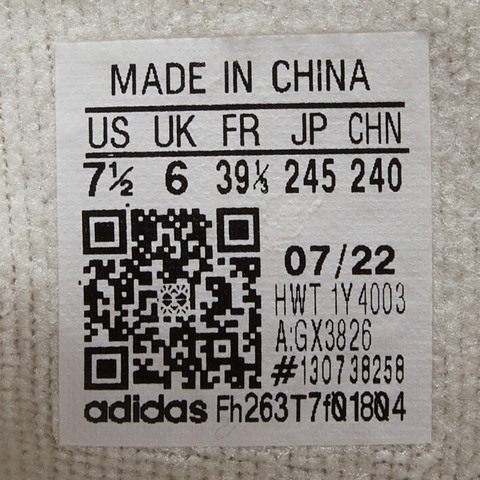 MADE IN CHINA
US UK FR JP CHN
7½ 6 39⅓ 245 240
07/22
HWT 1Y4003
A:GX3826
#130738258
adidas Fh263T7f01804